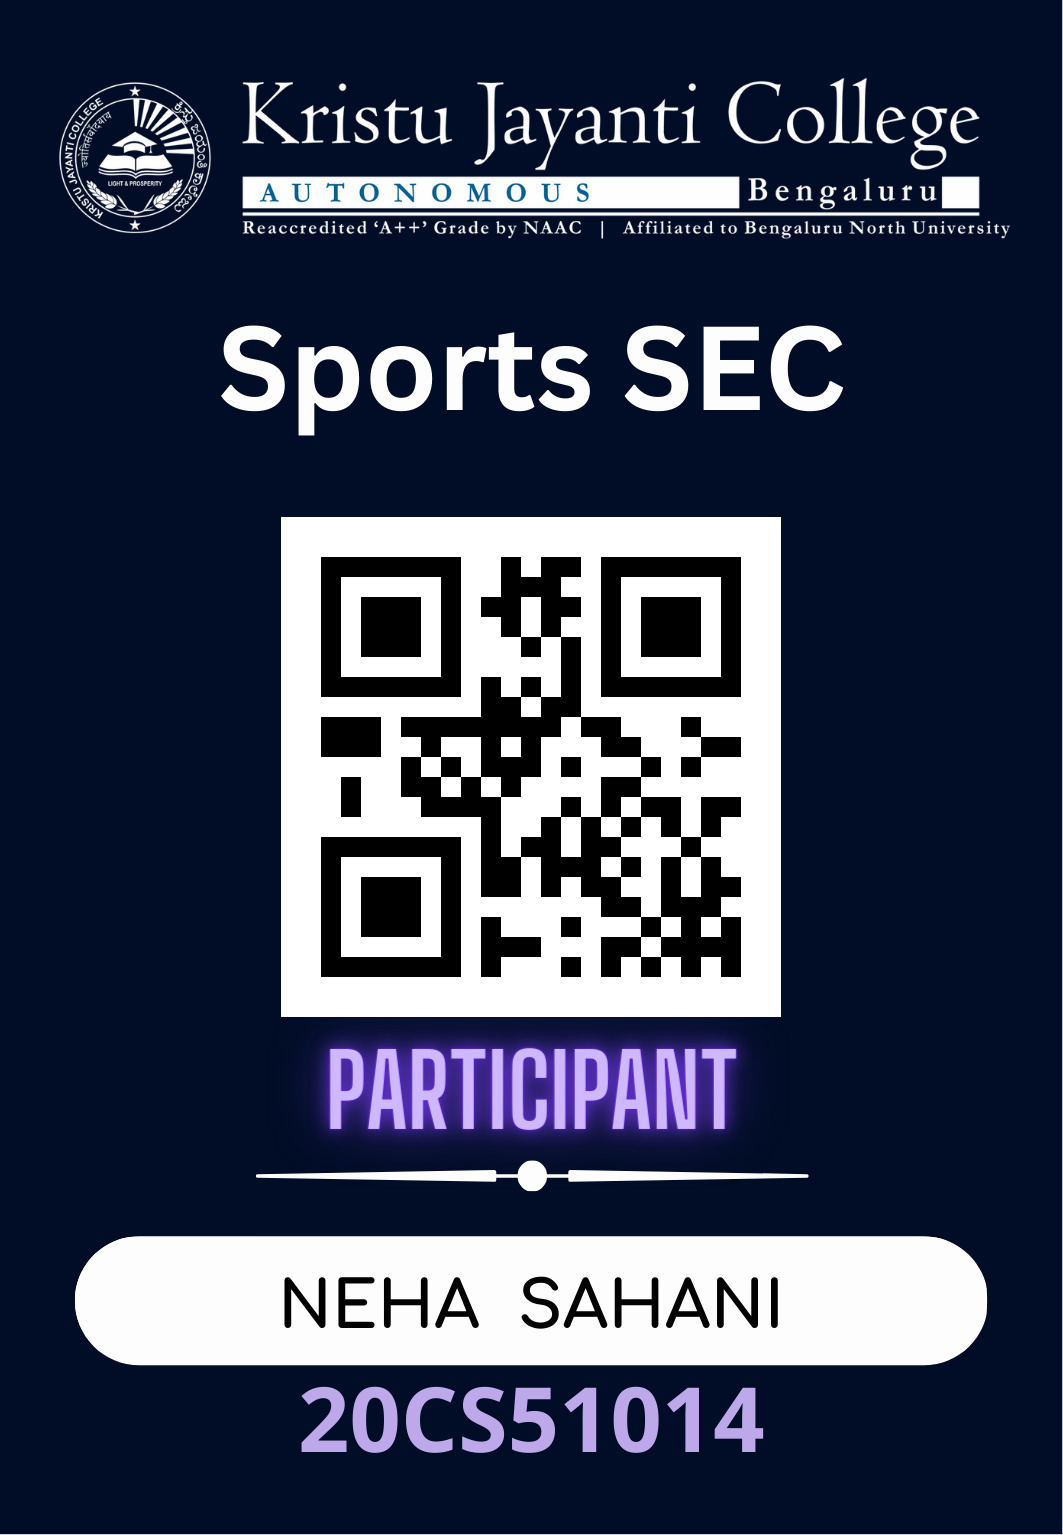 Kristu Jayanti College
AUTONOMOUS Bengaluru
Reaccredited ‘A++’ Grade by NAAC | Affiliated to Bengaluru North University
KRISTU JAYANTI COLLEGE
LIGHT & PROSPERITY
Sports SEC
PARTICIPANT
NEHA SAHANI
20CS51014